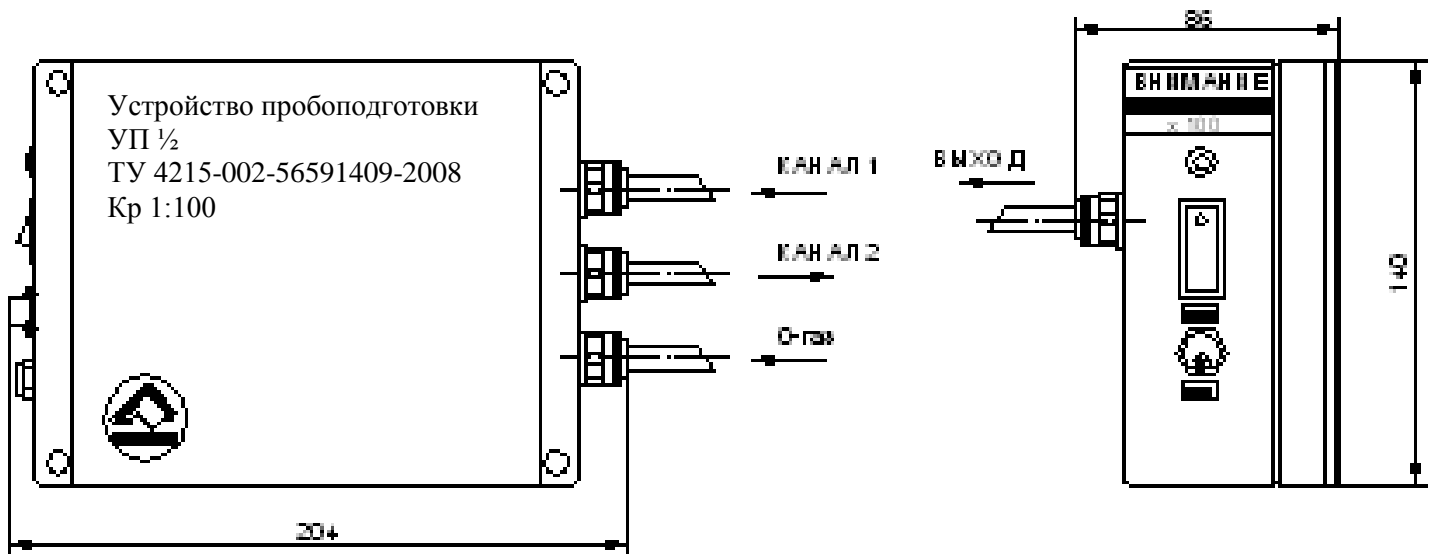 Устройство пробоподготовки
УП ½
ТУ 4215-002-56591409-2008
Кр 1:100
КАНАЛ 1
КАНАЛ 2
0-газ
204
86
ВНИМАНИЕ
x 100
ВЫХОД
140